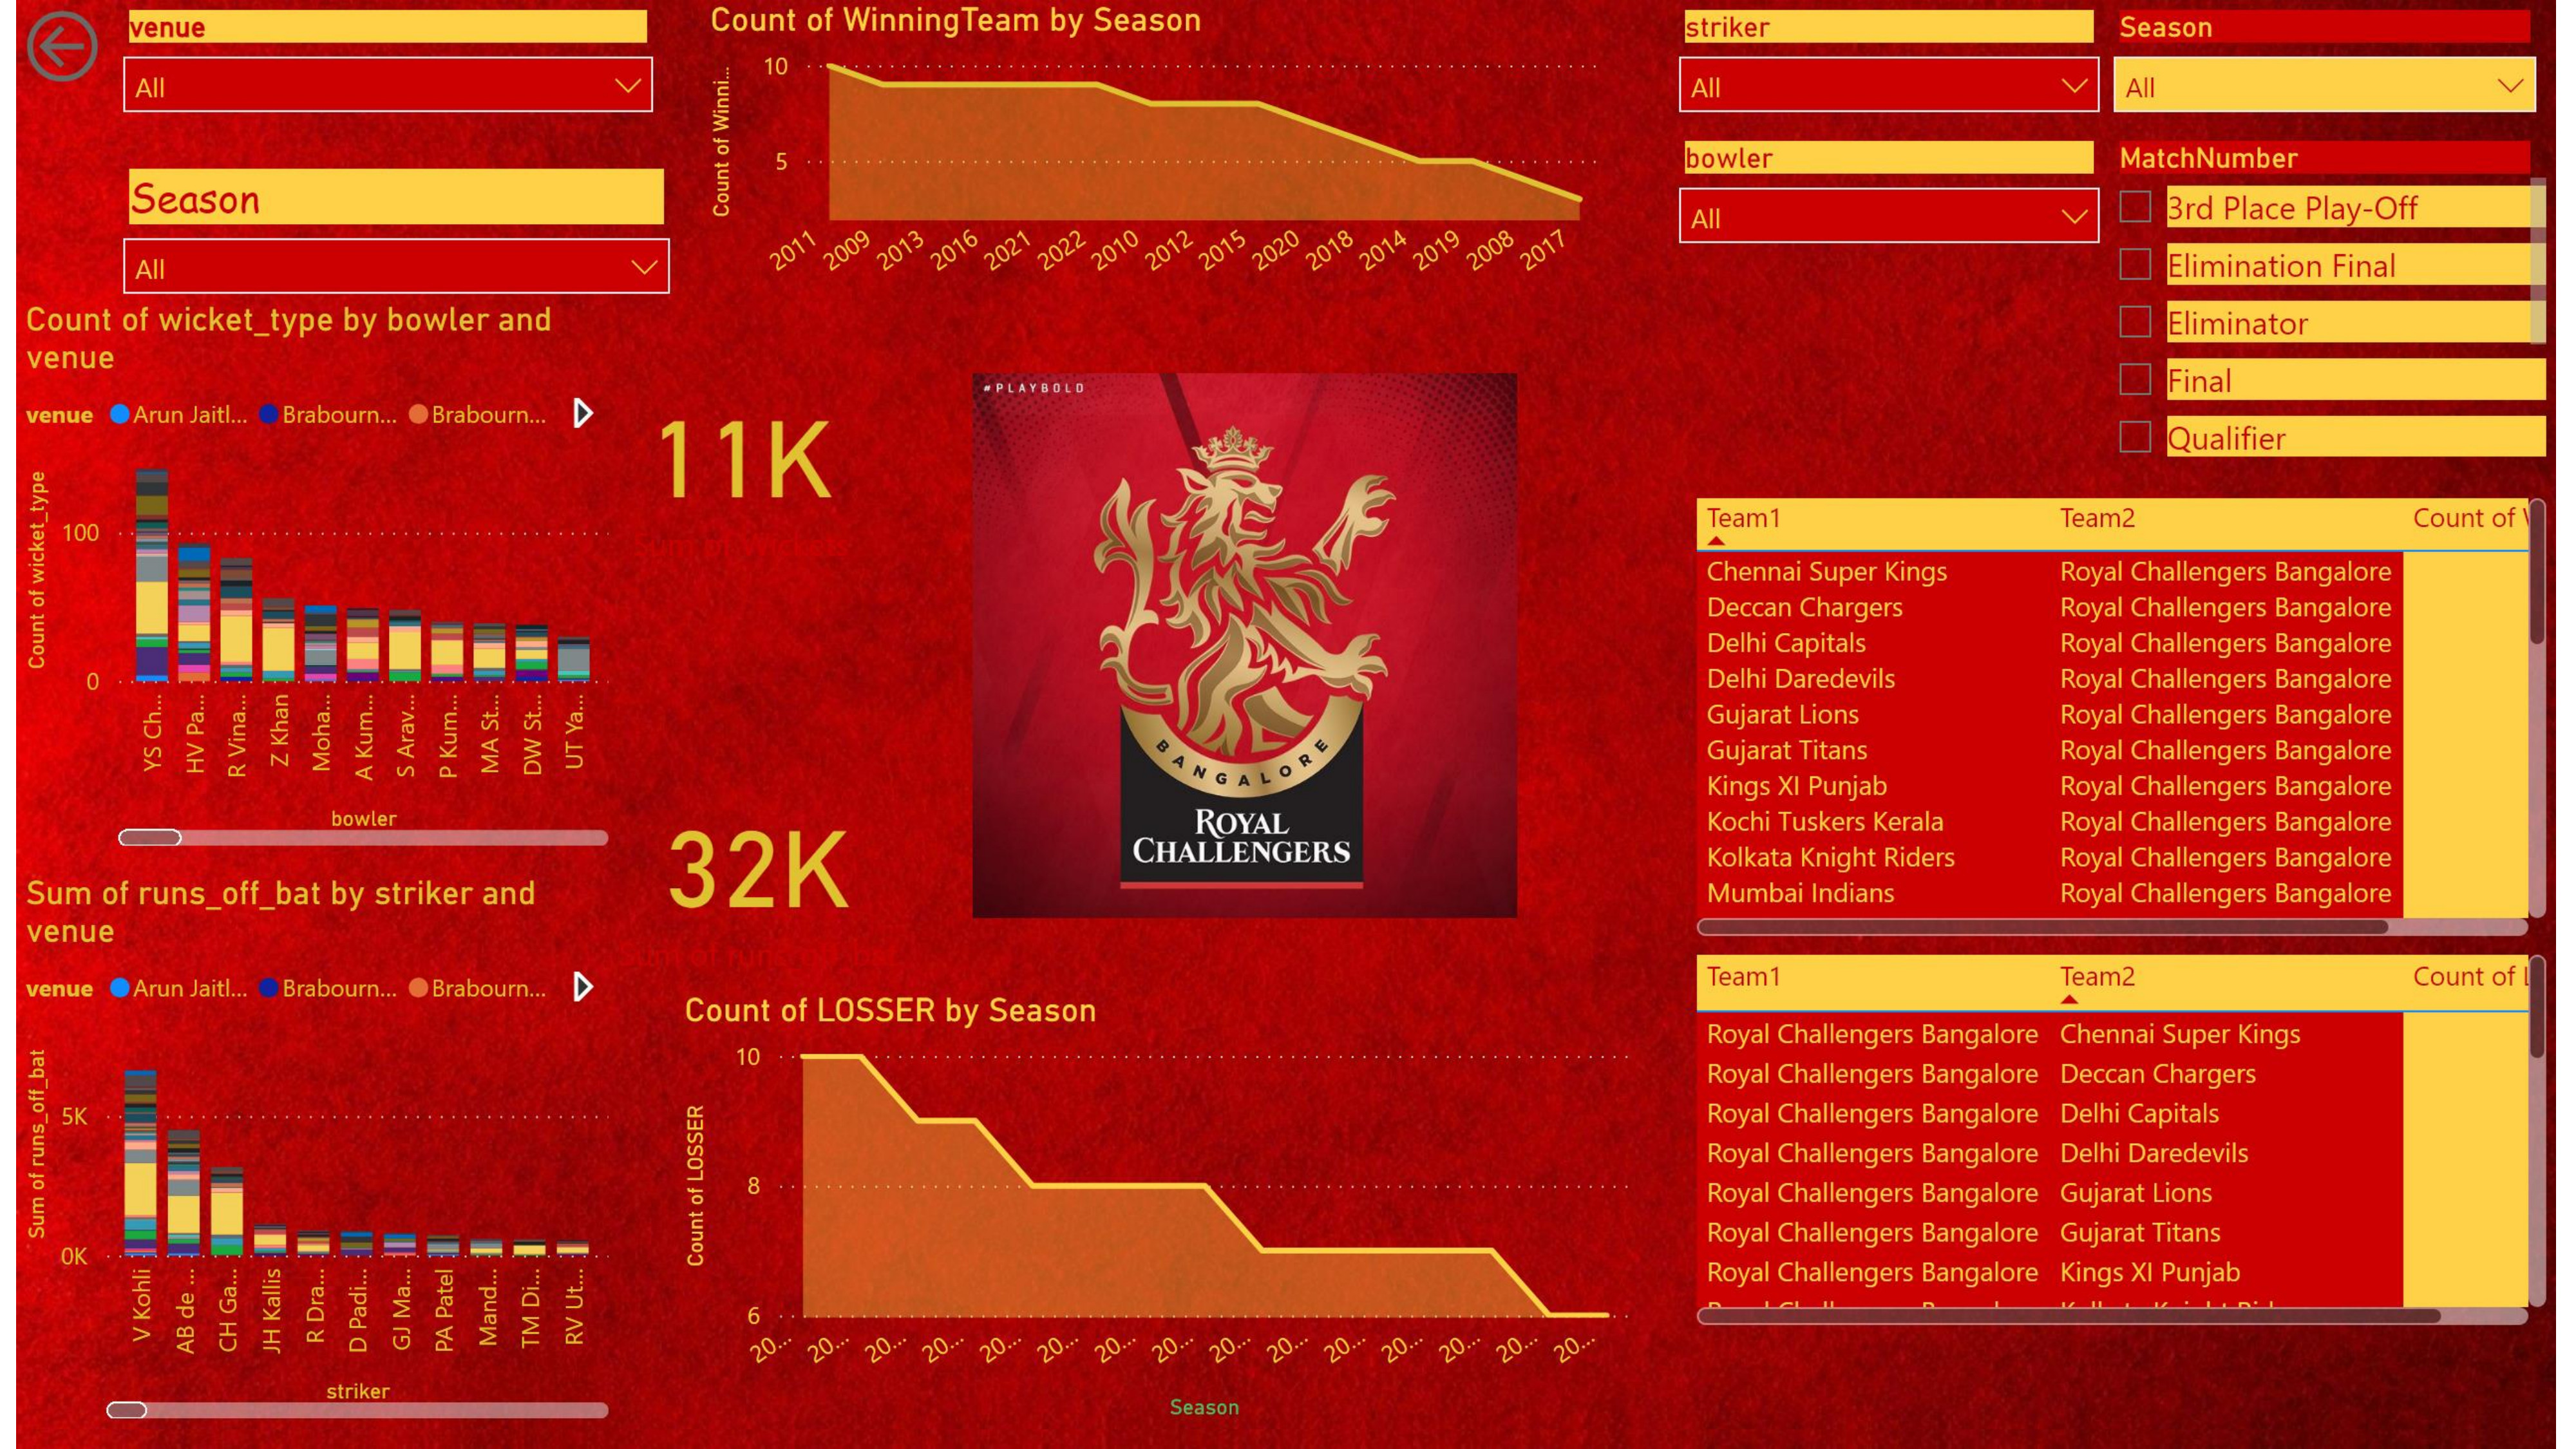 venue
All
Season
All
Count of WinningTeam by Season
Count of Winni...
10
5
2011 2009 2013 2016 2021 2022 2010 2012 2015 2020 2018 2014 2019 2008 2017
striker
All
bowler
All
Season
All
MatchNumber
3rd Place Play-Off
Elimination Final
Eliminator
Final
Qualifier
Count of wicket_type by bowler and
venue
venue Arun Jaitl... Brabourn... Brabourn...
Count of wicket_type
100
0
YS Ch... HV Pa... R Vina... Z Khan Moha... A Kum... S Arav... P Kum... MA St... DW St... UT Ya...
bowler
11K
32K
Sum of runs_off_bat
#PLAYBOLD
BANGALORE
ROYAL
CHALLENGERS
Sum of runs_off_bat by striker and
venue
venue Arun Jaitl... Brabourn... Brabourn...
Sum of runs_off_bat
5K
0K
V Kohli AB de ... CH Ga... JH Kallis R Dra... D Padi... GJ Ma... PA Patel Mand... TM Di... RV Ut...
striker
Count of LOSSER by Season
Count of LOSSER
10
8
6
20... 20... 20... 20... 20... 20... 20... 20... 20... 20... 20... 20... 20... 20... 20...
Season
Team1 Team2 Count of
Chennai Super Kings Royal Challengers Bangalore
Deccan Chargers Royal Challengers Bangalore
Delhi Capitals Royal Challengers Bangalore
Delhi Daredevils Royal Challengers Bangalore
Gujarat Lions Royal Challengers Bangalore
Gujarat Titans Royal Challengers Bangalore
Kings XI Punjab Royal Challengers Bangalore
Kochi Tuskers Kerala Royal Challengers Bangalore
Kolkata Knight Riders Royal Challengers Bangalore
Mumbai Indians Royal Challengers Bangalore
Team1 Team2 Count of
Royal Challengers Bangalore Chennai Super Kings
Royal Challengers Bangalore Deccan Chargers
Royal Challengers Bangalore Delhi Capitals
Royal Challengers Bangalore Delhi Daredevils
Royal Challengers Bangalore Gujarat Lions
Royal Challengers Bangalore Gujarat Titans
Royal Challengers Bangalore Kings XI Punjab